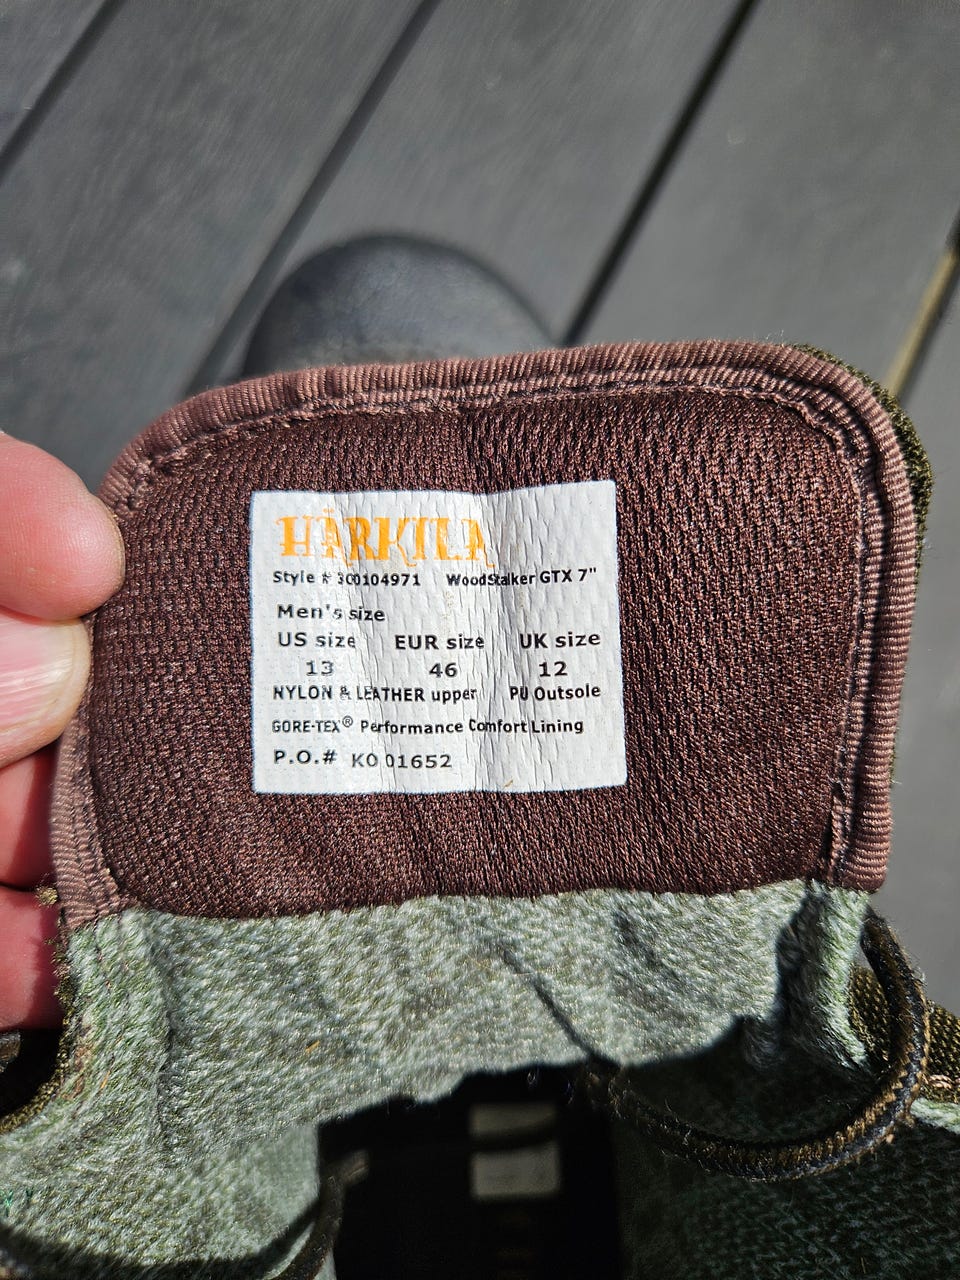 HÄRKILA
Style # 300104971 WoodStalker GTX 7"
Men's size
US size EUR size UK size
13 46 12
NYLON & LEATHER upper PU Outsole
GORE-TEX® Performance Comfort Lining
P.O.# KO 01652